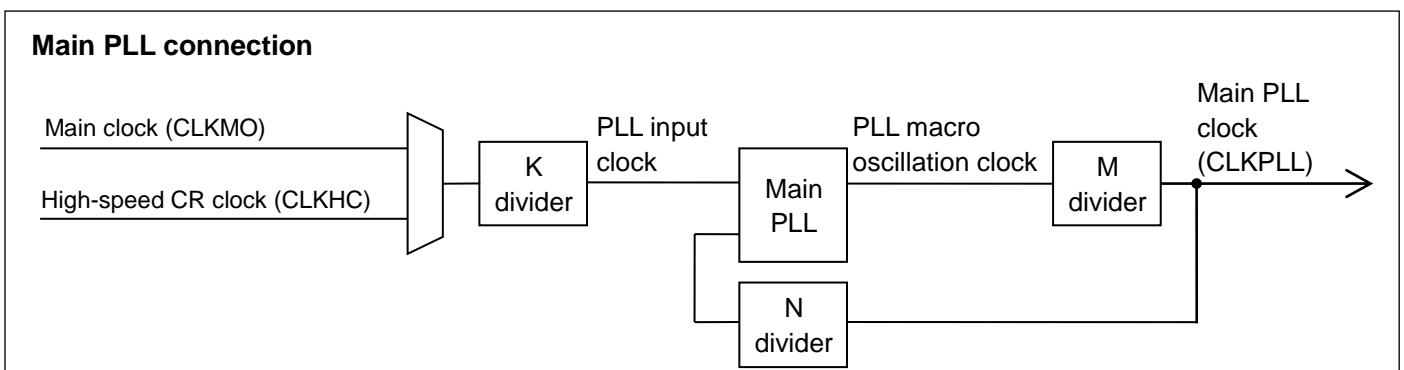 Main PLL connection
Main clock (CLKMO)
High-speed CR clock (CLKHC)
K
divider
PLL input
clock
Main
PLL
PLL macro
oscillation clock
M
divider
Main PLL
clock
(CLKPLL)
N
divider